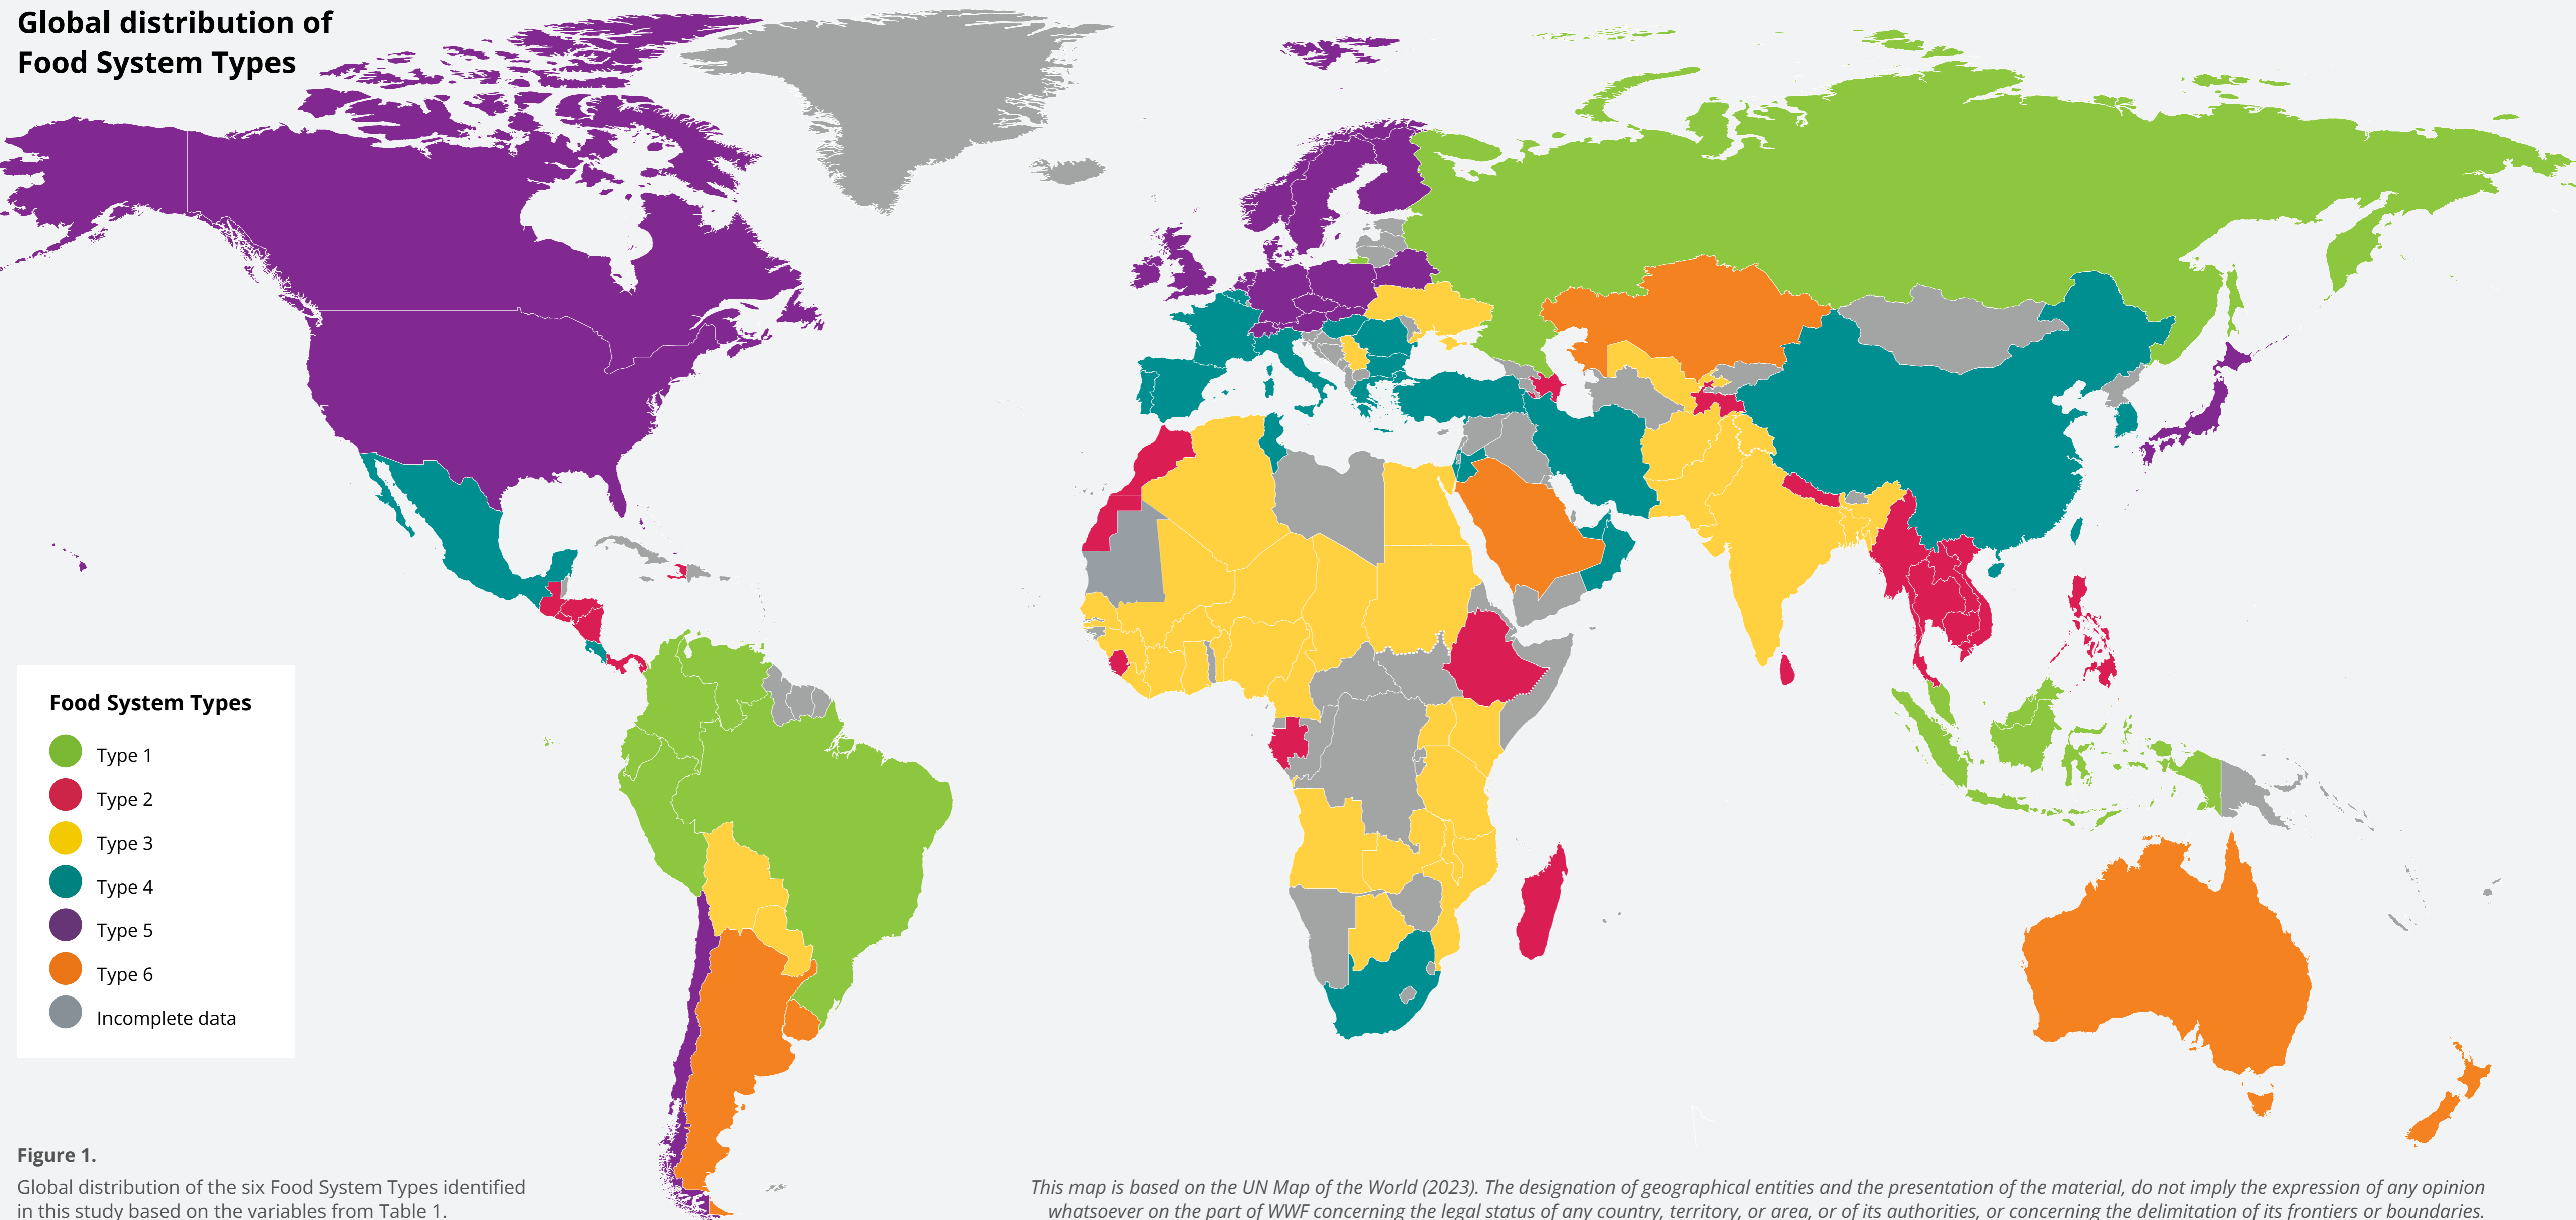 Global distribution of
Food System Types
Food System Types
Type 1
Type 2
Type 3
Type 4
Type 5
Type 6
Incomplete data
Figure 1.
Global distribution of the six Food System Types identified
in this study based on the variables from Table 1.
This map is based on the UN Map of the World (2023). The designation of geographical entities and the presentation of the material, do not imply the expression of any opinion
whatsoever on the part of WWF concerning the legal status of any country, territory, or area, or of its authorities, or concerning the delimitation of its frontiers or boundaries.